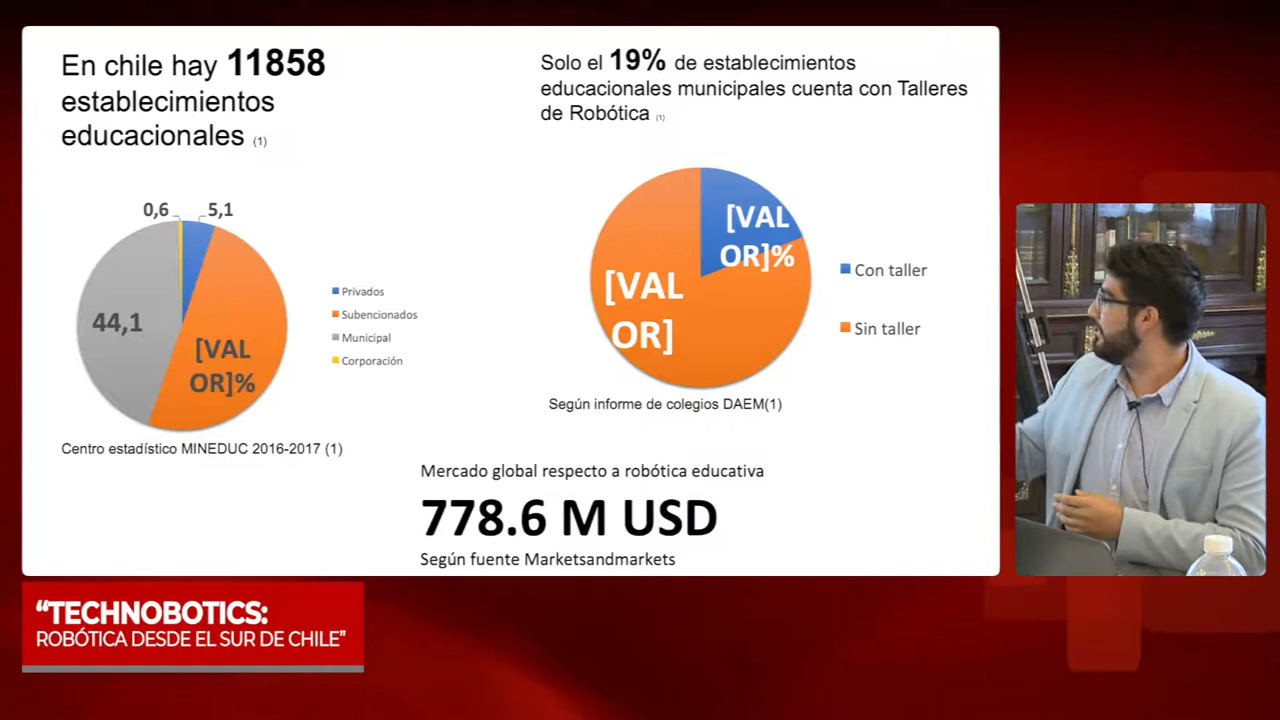 En chile hay 11858
establecimientos
educacionales (1)
0,6
5,1
44,1
[VAL
OR]%
Privados
Subencionados
Municipal
Corporación
Centro estadístico MINEDUC 2016-2017 (1)
Solo el 19% de establecimientos
educacionales municipales cuenta con Talleres
de Robótica (1)
[VAL
OR]%
[VAL
OR]
Con taller
Sin taller
Según informe de colegios DAEM(1)
Mercado global respecto a robótica educativa
778.6 M USD
Según fuente Marketsandmarkets
“TECHNOBOTICS:
ROBÓTICA DESDE EL SUR DE CHILE”